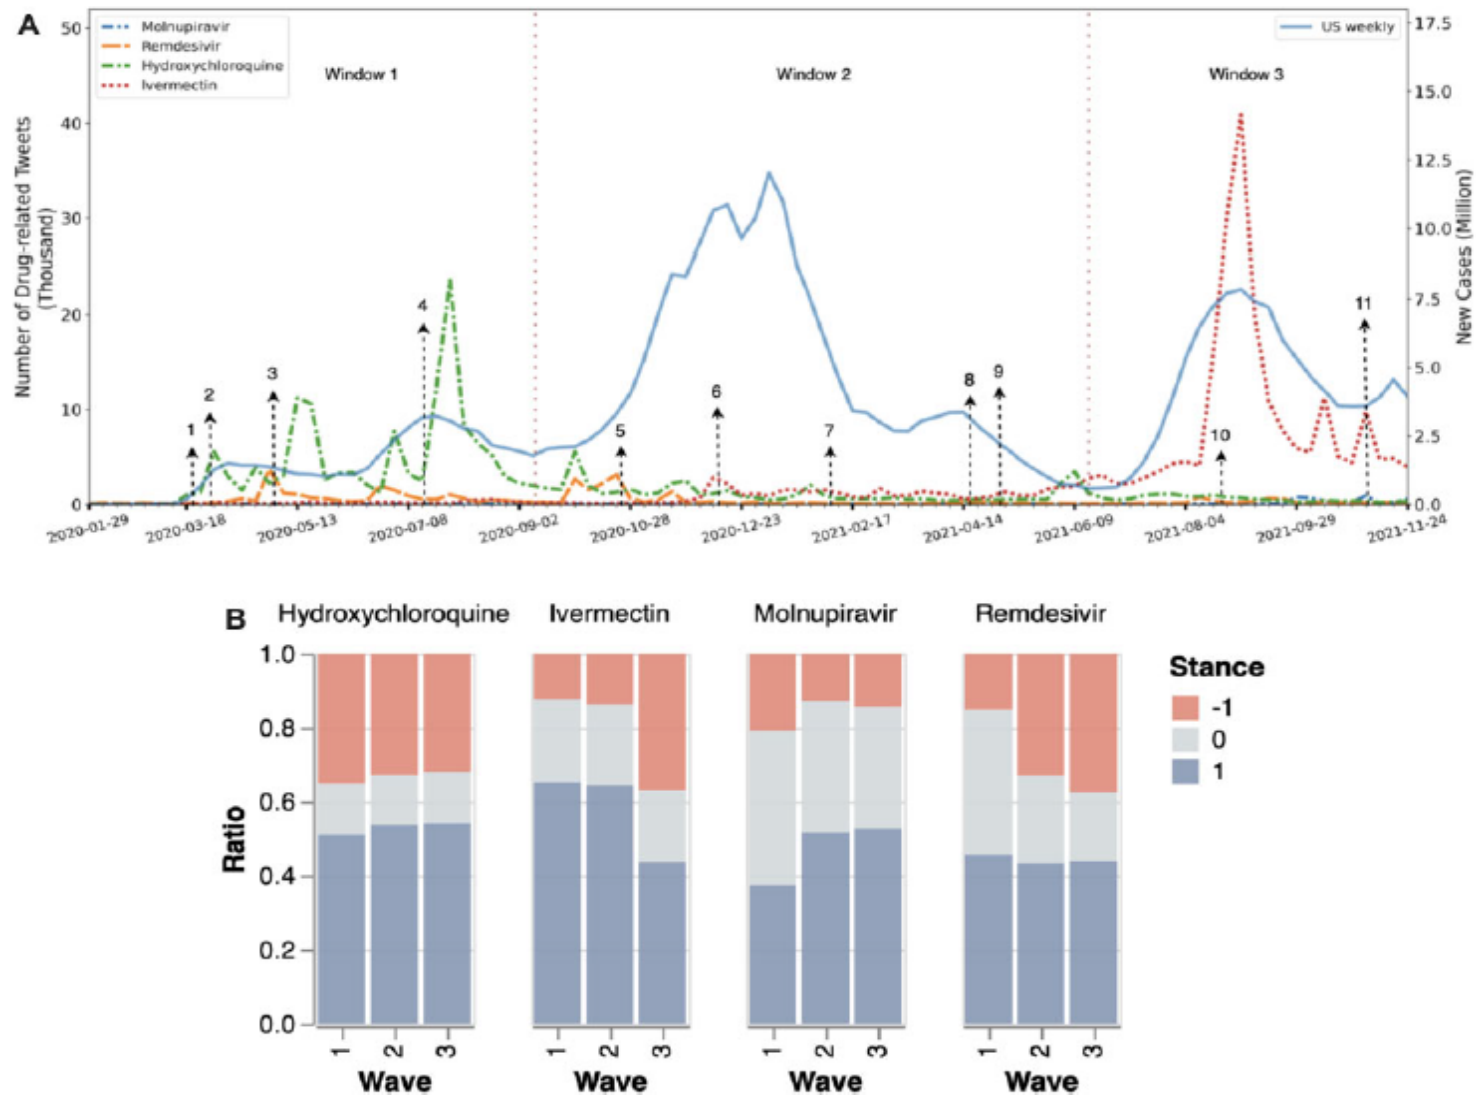 A
Molnupiravir
Remdesivir
Hydroxychloroquine
Ivermectin
US weekly
Window 1
Window 2
Window 3
Number of Drug-related Tweets
(Thousand)
50
40
30
20
10
0
17.5
15.0
12.5
10.0
7.5
5.0
2.5
0.0
New Cases (Million)
1
2
3
4
5
6
7
8
9
10
11
2020-01-29
2020-03-18
2020-05-13
2020-07-08
2020-09-02
2020-10-28
2020-12-23
2021-02-17
2021-04-14
2021-06-09
2021-08-04
2021-09-29
2021-11-24
B
Hydroxychloroquine
Ivermectin
Molnupiravir
Remdesivir
Ratio
1.0
0.8
0.6
0.4
0.2
0.0
1 2 3
1 2 3
1 2 3
1 2 3
Wave
Wave
Wave
Wave
Stance
-1
0
1